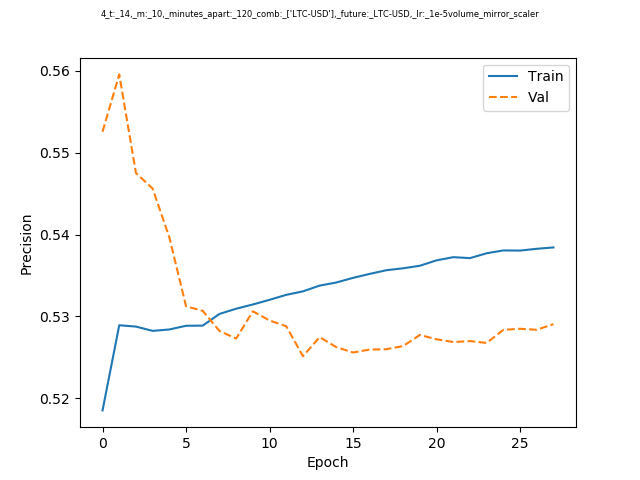 4_t:_14,_m:_10,_minutes_apart:_120_comb:_['LTC-USD'],_future:_LTC-USD,_lr:_1e-5volume_mirror_scaler
0.56
0.55
0.54
0.53
0.52
Precision
Train
Val
0 5 10 15 20 25
Epoch